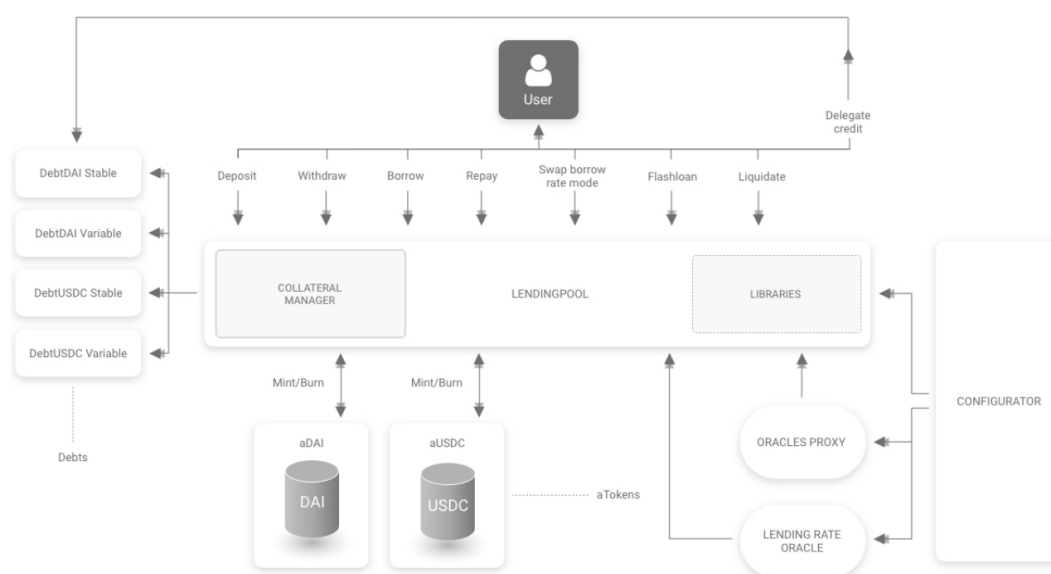 User
Delegate
credit
Deposit
Withdraw
Borrow
Repay
Swap borrow
rate mode
Flashloan
Liquidate
DebtDAI Stable
DebtDAI Variable
DebtUSDC Stable
DebtUSDC Variable
Debts
COLLATERAL
MANAGER
LENDINGPOOL
LIBRARIES
CONFIGURATOR
Mint/Burn
Mint/Burn
aDAI
DAI
aUSDC
USDC
aTokens
ORACLES PROXY
LENDING RATE
ORACLE